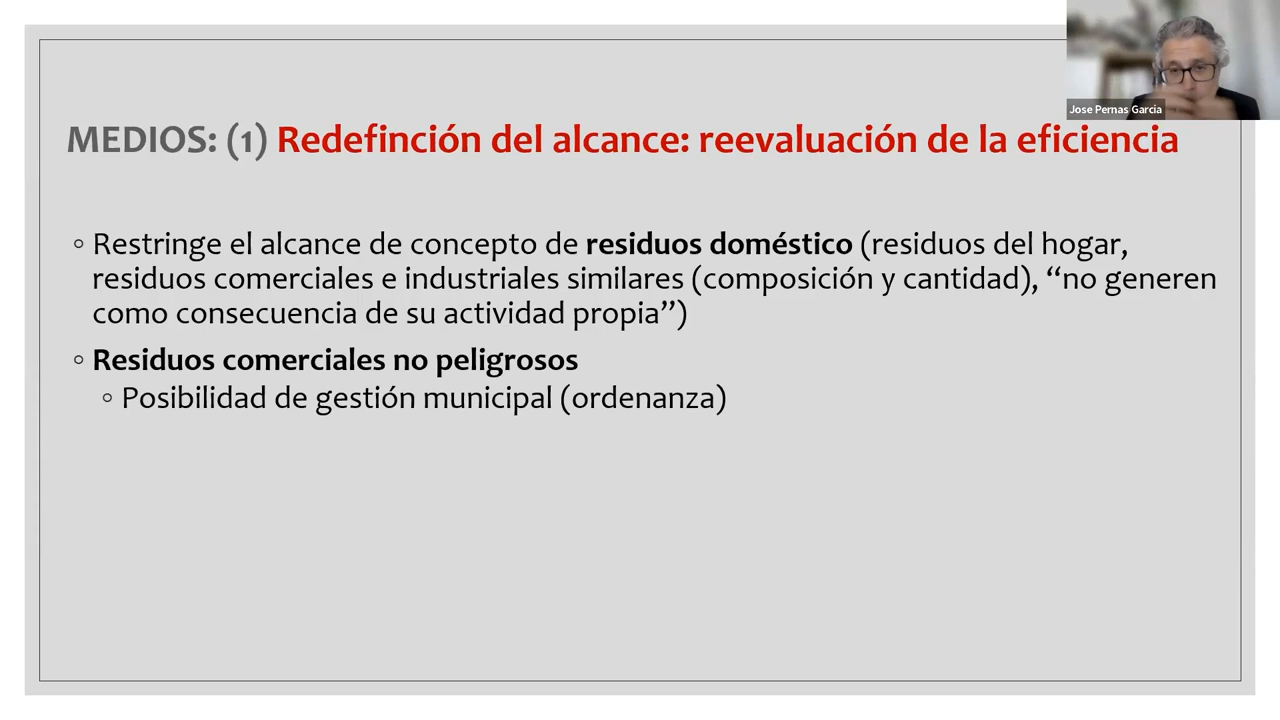 Jose Pernas Garcia
MEDIOS: (1) Redefinción del alcance: reevaluación de la eficiencia
◦ Restringe el alcance de concepto de residuos doméstico (residuos del hogar,
residuos comerciales e industriales similares (composición y cantidad), “no generen
como consecuencia de su actividad propia”)
◦ Residuos comerciales no peligrosos
◦ Posibilidad de gestión municipal (ordenanza)